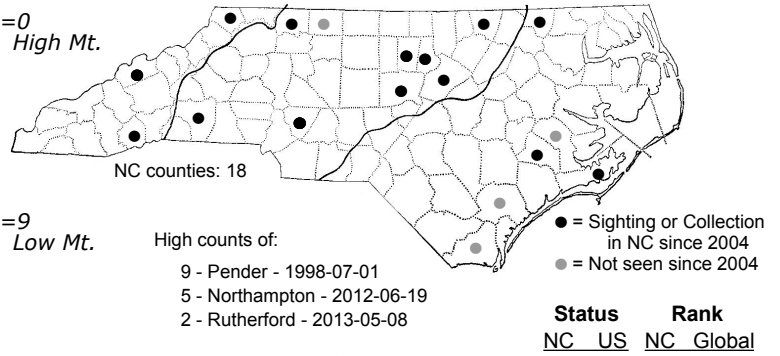 =0
High Mt.
NC counties: 18
=9
Low Mt.
High counts of:
9 - Pender - 1998-07-01
5 - Northampton - 2012-06-19
2 - Rutherford - 2013-05-08
= Sighting or Collection
in NC since 2004
= Not seen since 2004
Status Rank
NC US NC Global